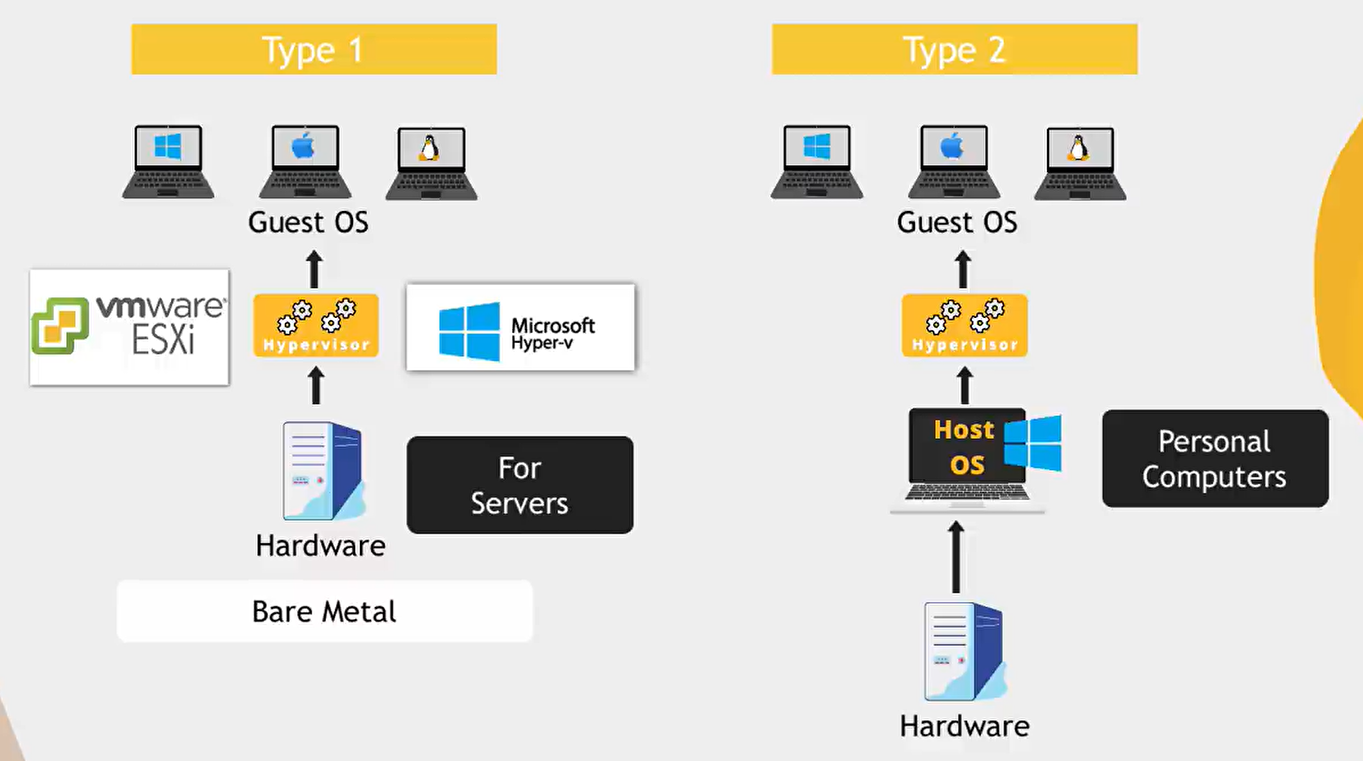 Type 1
Guest OS
vmware®
ESXi
Hypervisor
Microsoft
Hyper-v
For
Servers
Hardware
Bare Metal
Type 2
Guest OS
Hypervisor
Host
OS
Personal
Computers
Hardware